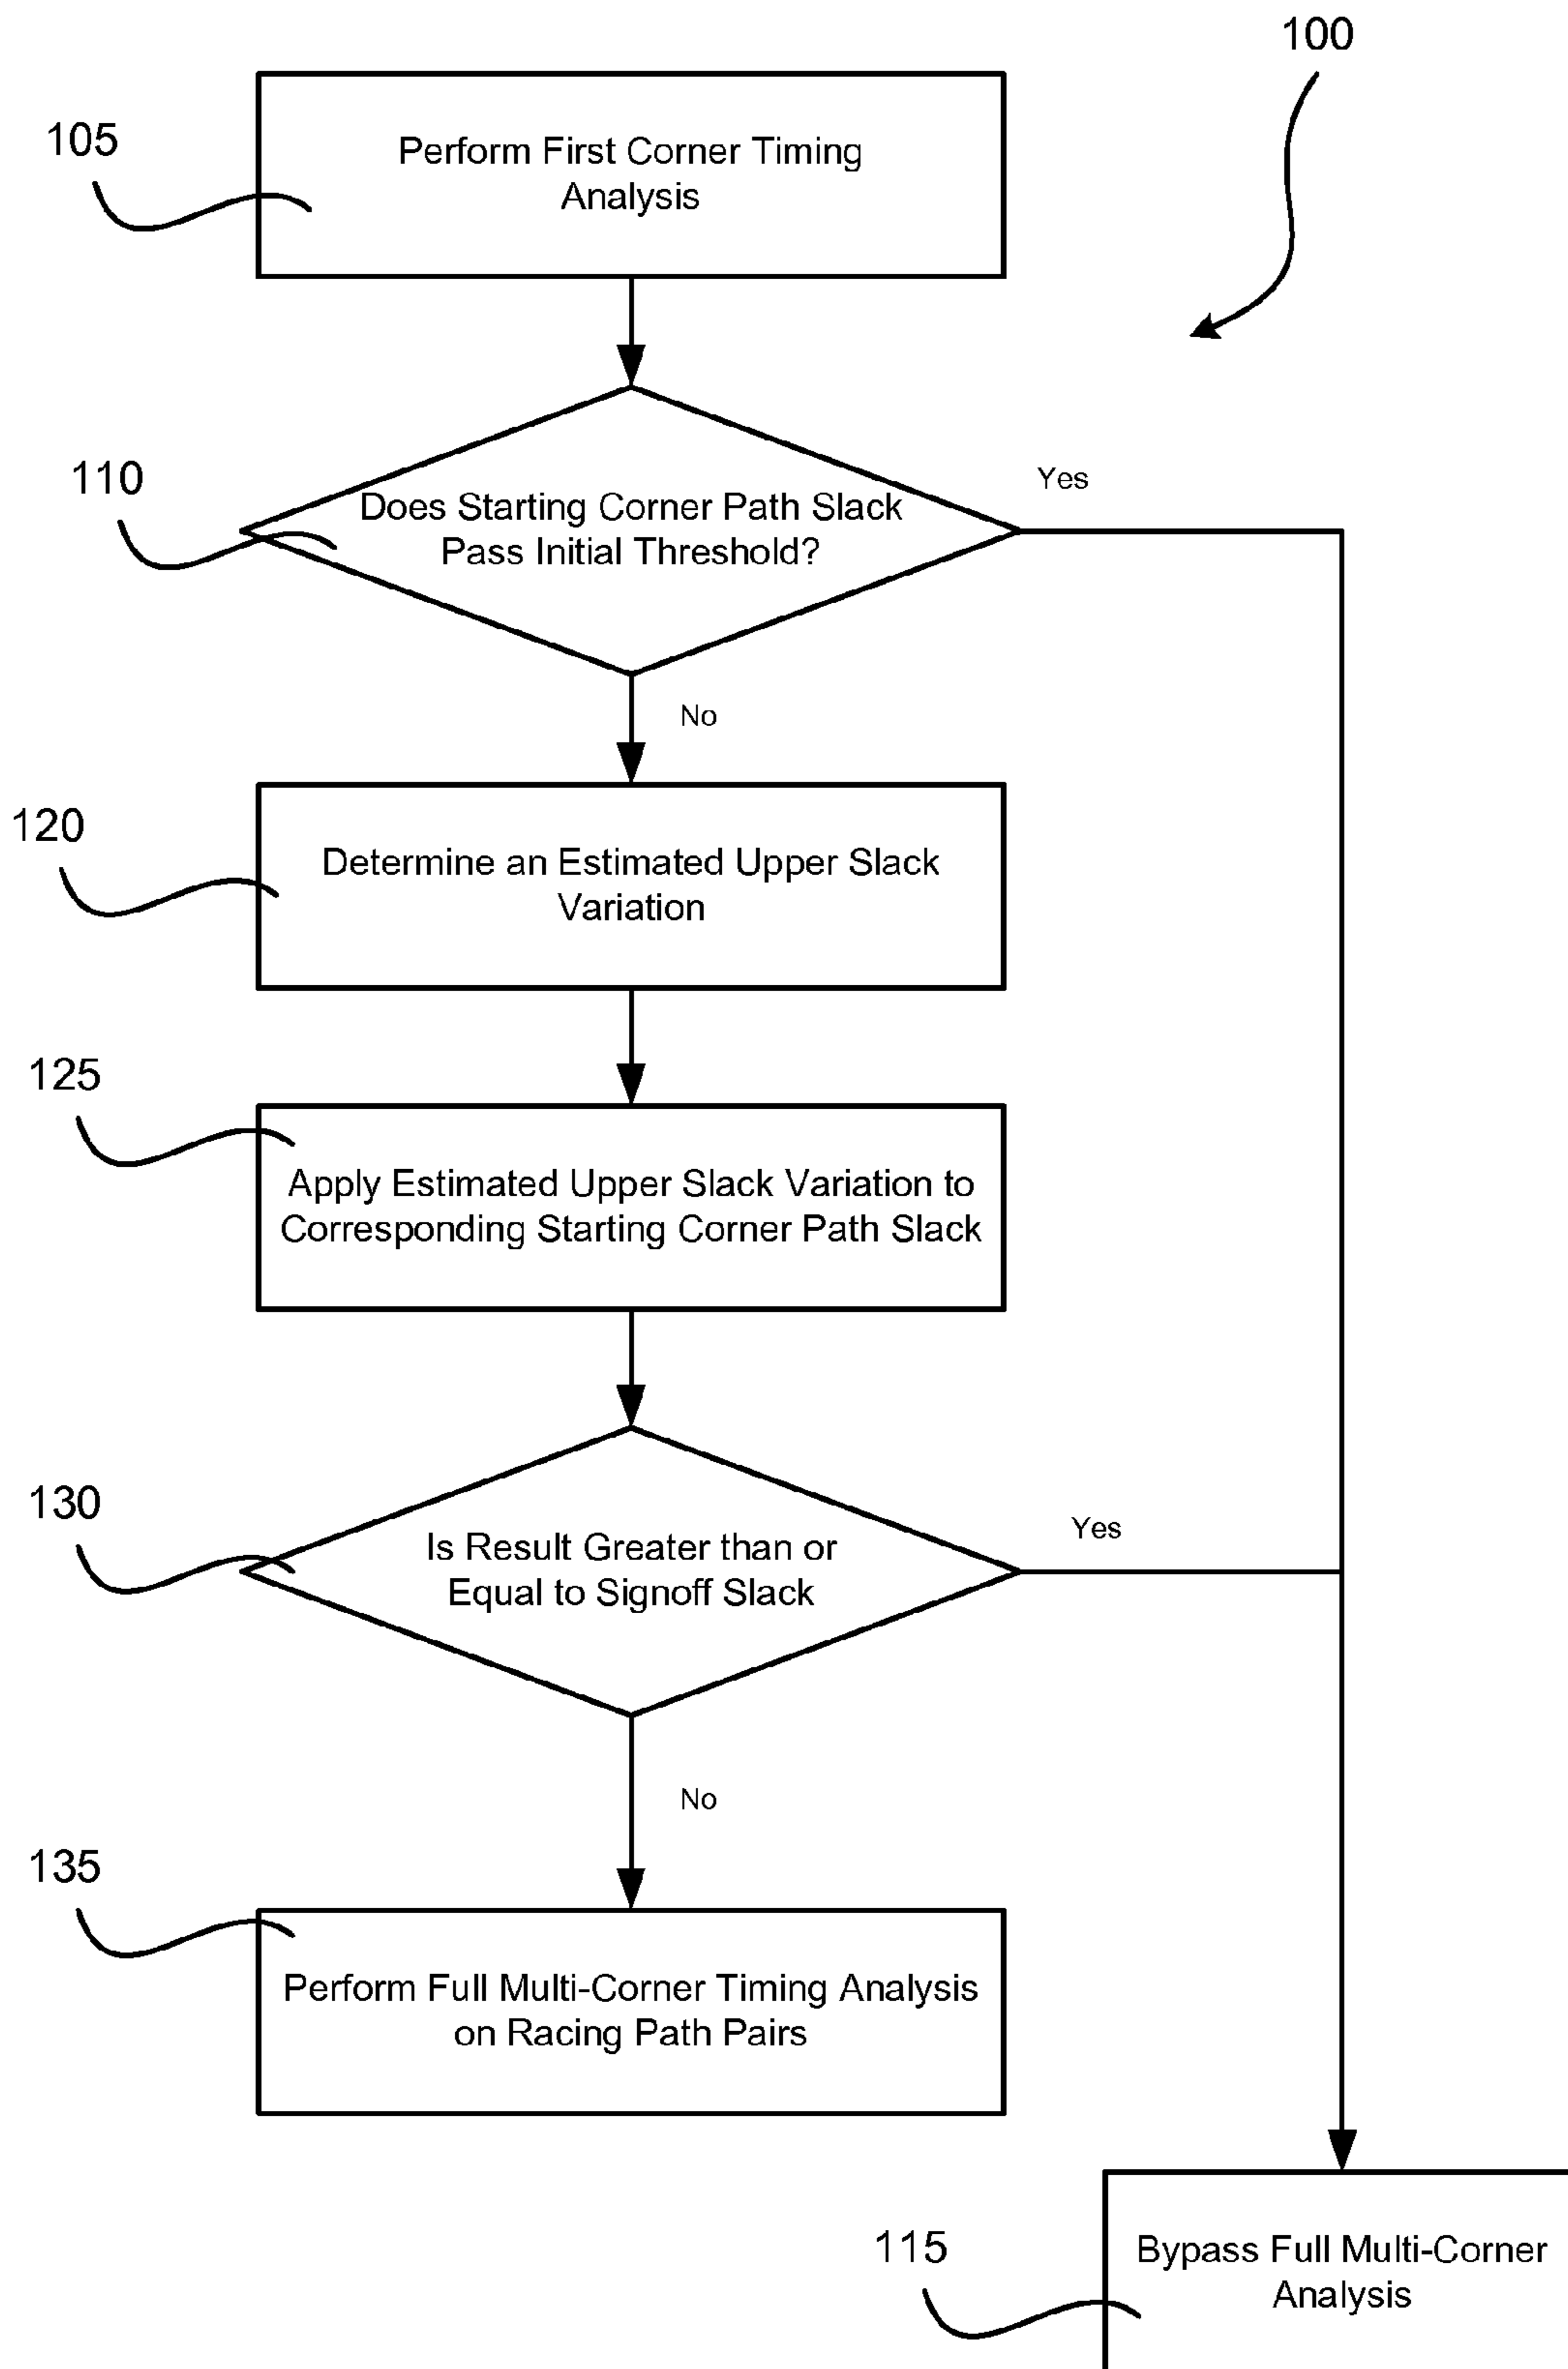 100
105
Perform First Corner Timing
Analysis
110
Does Starting Corner Path Slack
Pass Initial Threshold?
Yes
No
120
Determine an Estimated Upper Slack
Variation
125
Apply Estimated Upper Slack Variation to
Corresponding Starting Corner Path Slack
130
Is Result Greater than or
Equal to Signoff Slack
Yes
No
135
Perform Full Multi-Corner Timing Analysis
on Racing Path Pairs
115
Bypass Full Multi-Corner
Analysis